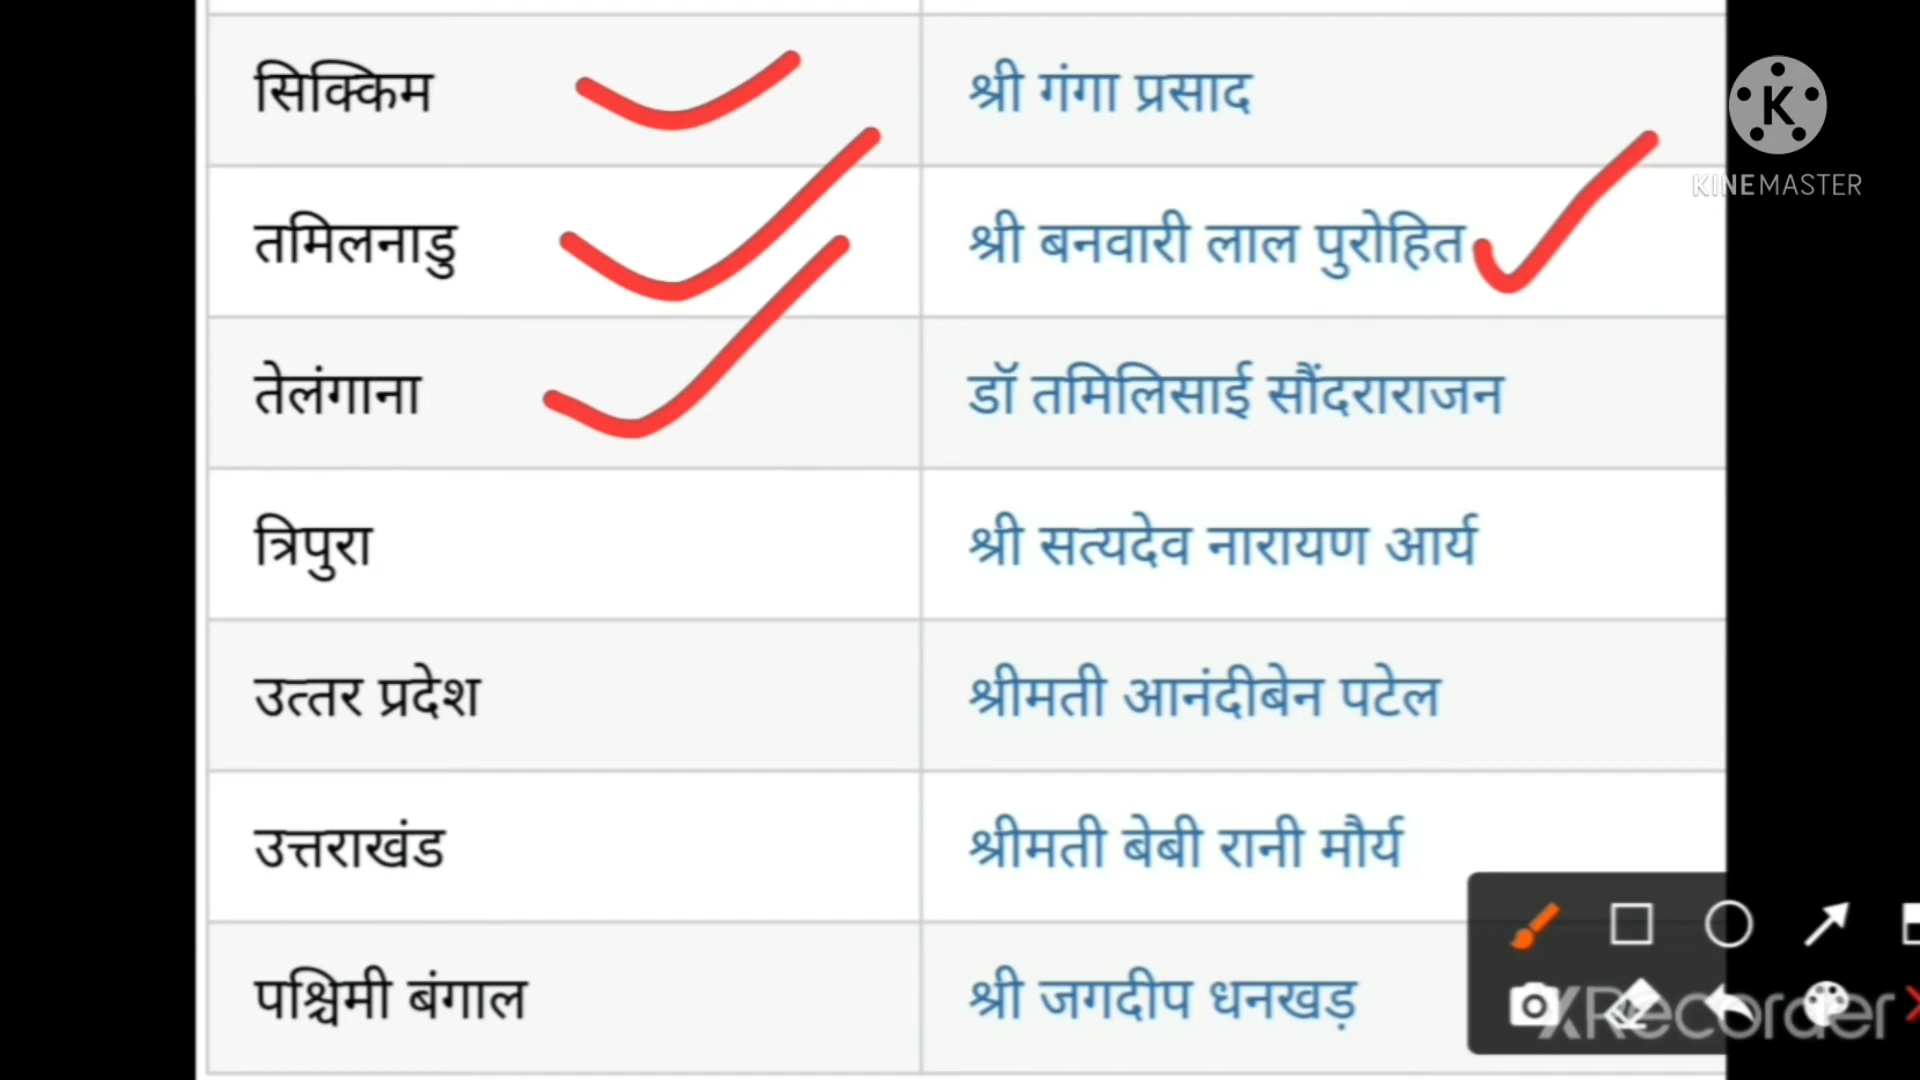 सिक्किम श्री गंगा प्रसाद
K
KINEMASTER
तमिलनाडु श्री बनवारी लाल पुरोहित
तेलंगाना डॉ तमिलिसाई सौंदराराजन
त्रिपुरा श्री सत्यदेव नारायण आर्य
उत्तर प्रदेश श्रीमती आनंदीबेन पटेल
उत्तराखंड श्रीमती बेबी रानी मौर्य
पश्चिमी बंगाल श्री जगदीप धनखड़
XRecorder